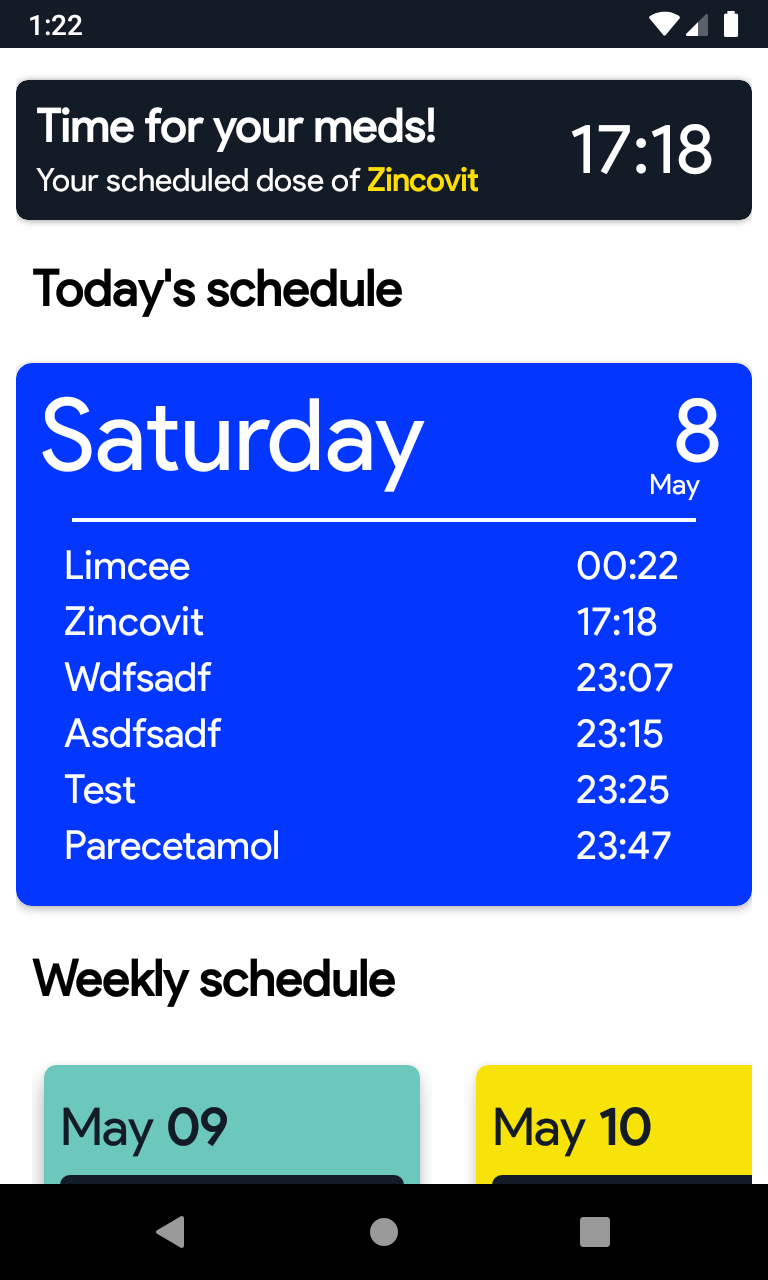 1:22
Time for your meds!
17:18
Your scheduled dose of Zincovit
Today's schedule
Saturday 8
May
Limcee 00:22
Zincovit 17:18
Wdfsadf 23:07
Asdfsadf 23:15
Test 23:25
Parecetamol 23:47
Weekly schedule
May 09 May 10